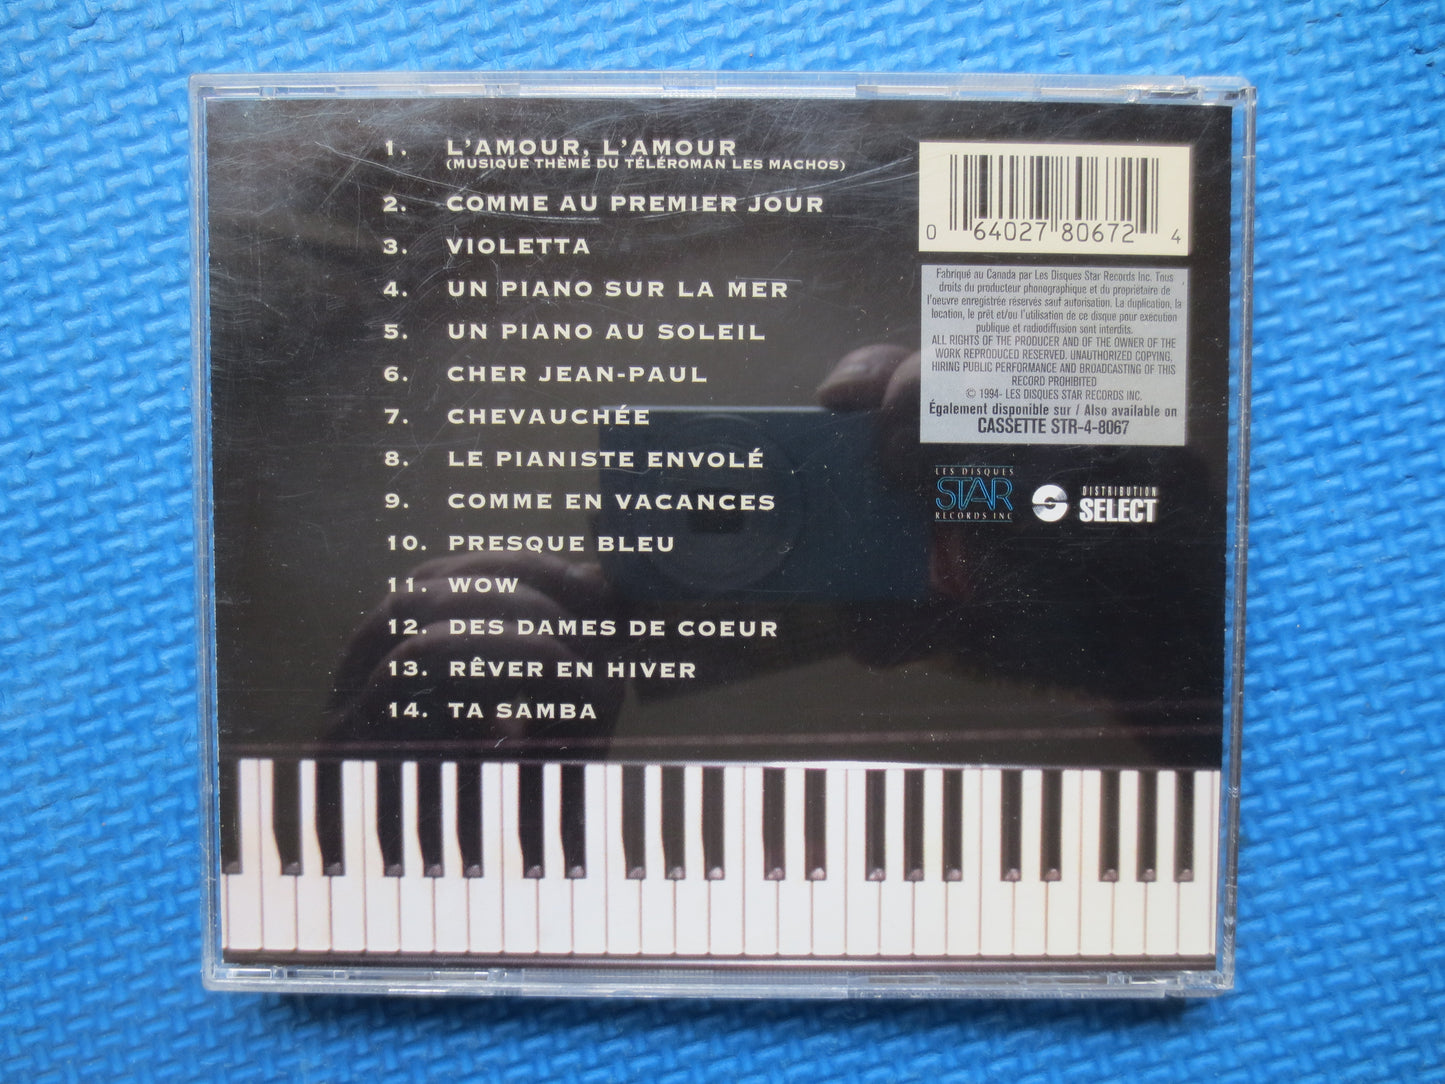 1. L'AMOUR, L'AMOUR
(MUSIQUE THÈME DU TÉLÉROMAN LES MACHOS)
2. COMME AU PREMIER JOUR
3. VIOLETTA
4. UN PIANO SUR LA MER
5. UN PIANO AU SOLEIL
6. CHER JEAN-PAUL
7. CHEVAUCHÉE
8. LE PIANISTE ENVOLÉ
9. COMME EN VACANCES
10. PRESQUE BLEU
11. WOW
12. DES DAMES DE COEUR
13. RÊVER EN HIVER
14. TA SAMBA
0 64027 80672 4
Fabriqué au Canada par Les Disques Star Records Inc. Tous
droits du producteur phonographique et du propriétaire de
l'oeuvre enregistrée réservés sauf autorisation. La duplication, la
location, le prêt et/ou l'utilisation de ce disque pour exécution
publique et radiodiffusion sont interdits.
ALL RIGHTS OF THE PRODUCER AND OF THE OWNER OF THE
WORK REPRODUCED RESERVED. UNAUTHORIZED COPYING,
HIRING PUBLIC PERFORMANCE AND BROADCASTING OF THIS
RECORD PROHIBITED
© 1994- LES DISQUES STAR RECORDS INC.
Également disponible sur / Also available on
CASSETTE STR-4-8067
LES DISQUES
STAR
RECORDS INC
DISTRIBUTION
SELECT